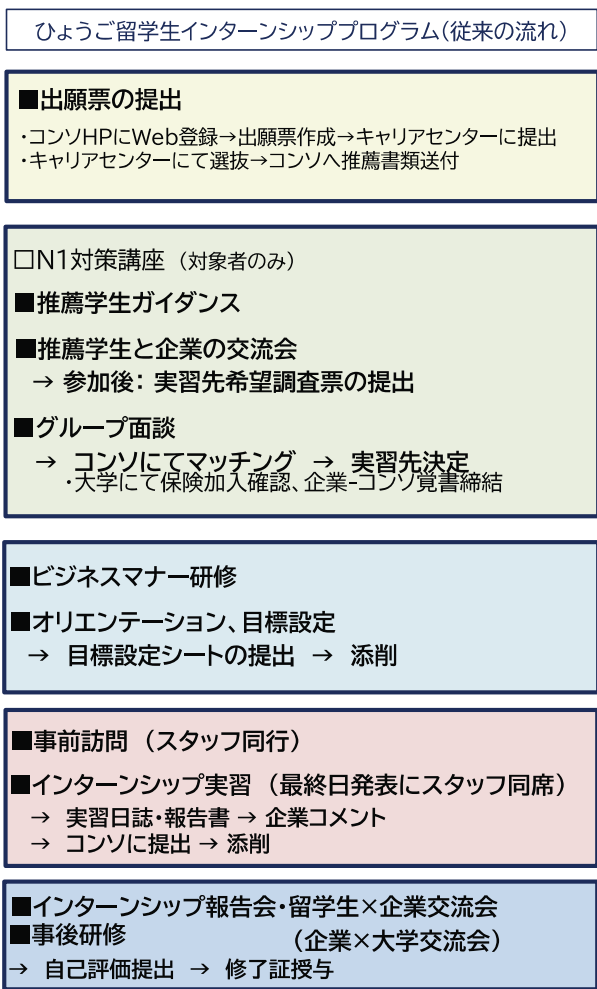 ひょうご留学生インターンシッププログラム（従来の流れ）
■出願票の提出
・コンソHPにWeb登録→出願票作成→キャリアセンターに提出
・キャリアセンターにて選抜→コンソへ推薦書類送付
□N1対策講座（対象者のみ）
■推薦学生ガイダンス
■推薦学生と企業の交流会
→ 参加後：実習先希望調査票の提出
■グループ面談
→ コンソにてマッチング → 実習先決定
・大学にて保険加入確認、企業-コンソ覚書締結
■ビジネスマナー研修
■オリエンテーション、目標設定
→ 目標設定シートの提出 → 添削
■事前訪問（スタッフ同行）
■インターンシップ実習（最終日発表にスタッフ同席）
→ 実習日誌・報告書 → 企業コメント
→ コンソに提出 → 添削
■インターンシップ報告会・留学生×企業交流会
■事後研修 （企業×大学交流会）
→ 自己評価提出 → 修了証授与